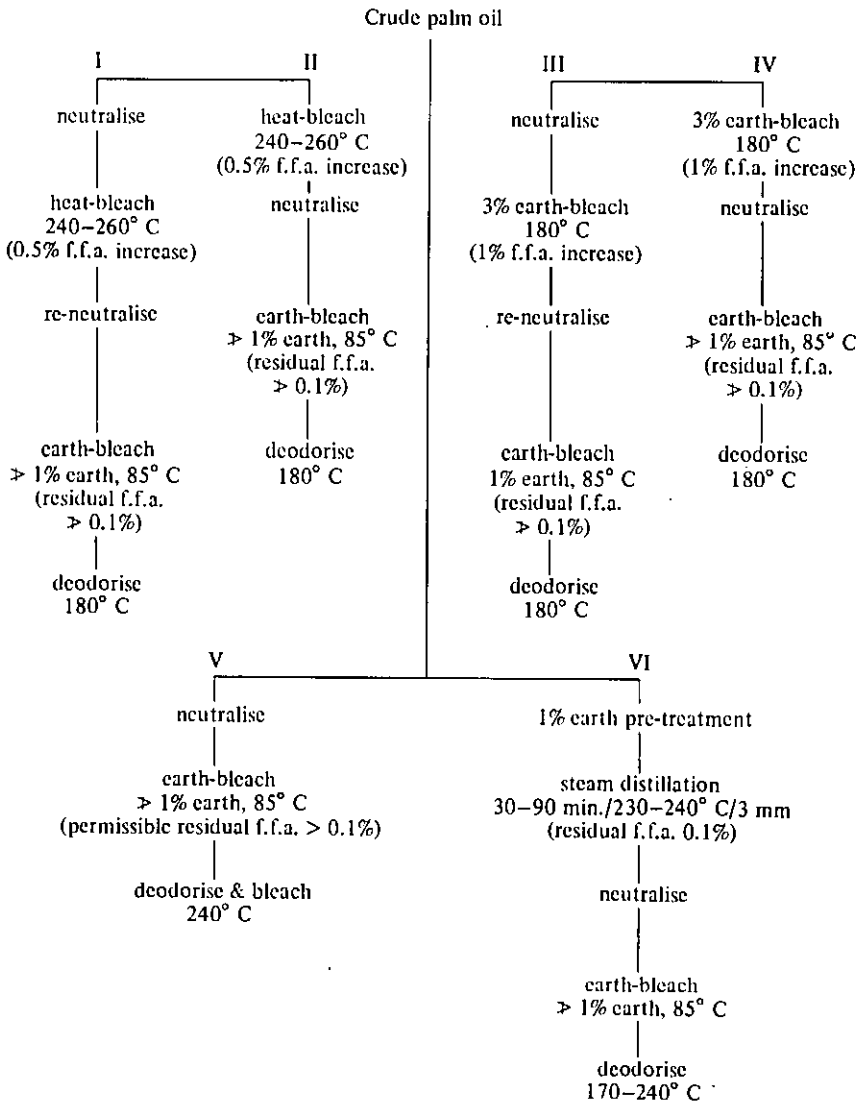 Crude palm oil
I
neutralise
heat-bleach
240–260° C
(0.5% f.f.a. increase)
re-neutralise
earth-bleach
≯ 1% earth, 85° C
(residual f.f.a.
≯ 0.1%)
deodorise
180° C
II
heat-bleach
240–260° C
(0.5% f.f.a. increase)
neutralise
earth-bleach
≯ 1% earth, 85° C
(residual f.f.a.
≯ 0.1%)
deodorise
180° C
III
neutralise
3% earth-bleach
180° C
(1% f.f.a. increase)
re-neutralise
earth-bleach
1% earth, 85° C
(residual f.f.a.
≯ 0.1%)
deodorise
180° C
IV
3% earth-bleach
180° C
(1% f.f.a. increase)
neutralise
earth-bleach
≯ 1% earth, 85° C
(residual f.f.a.
≯ 0.1%)
deodorise
180° C
V
neutralise
earth-bleach
> 1% earth, 85° C
(permissible residual f.f.a. > 0.1%)
deodorise & bleach
240° C
VI
1% earth pre-treatment
steam distillation
30–90 min./230–240° C/3 mm
(residual f.f.a. 0.1%)
neutralise
earth-bleach
≯ 1% earth, 85° C
deodorise
170–240° C